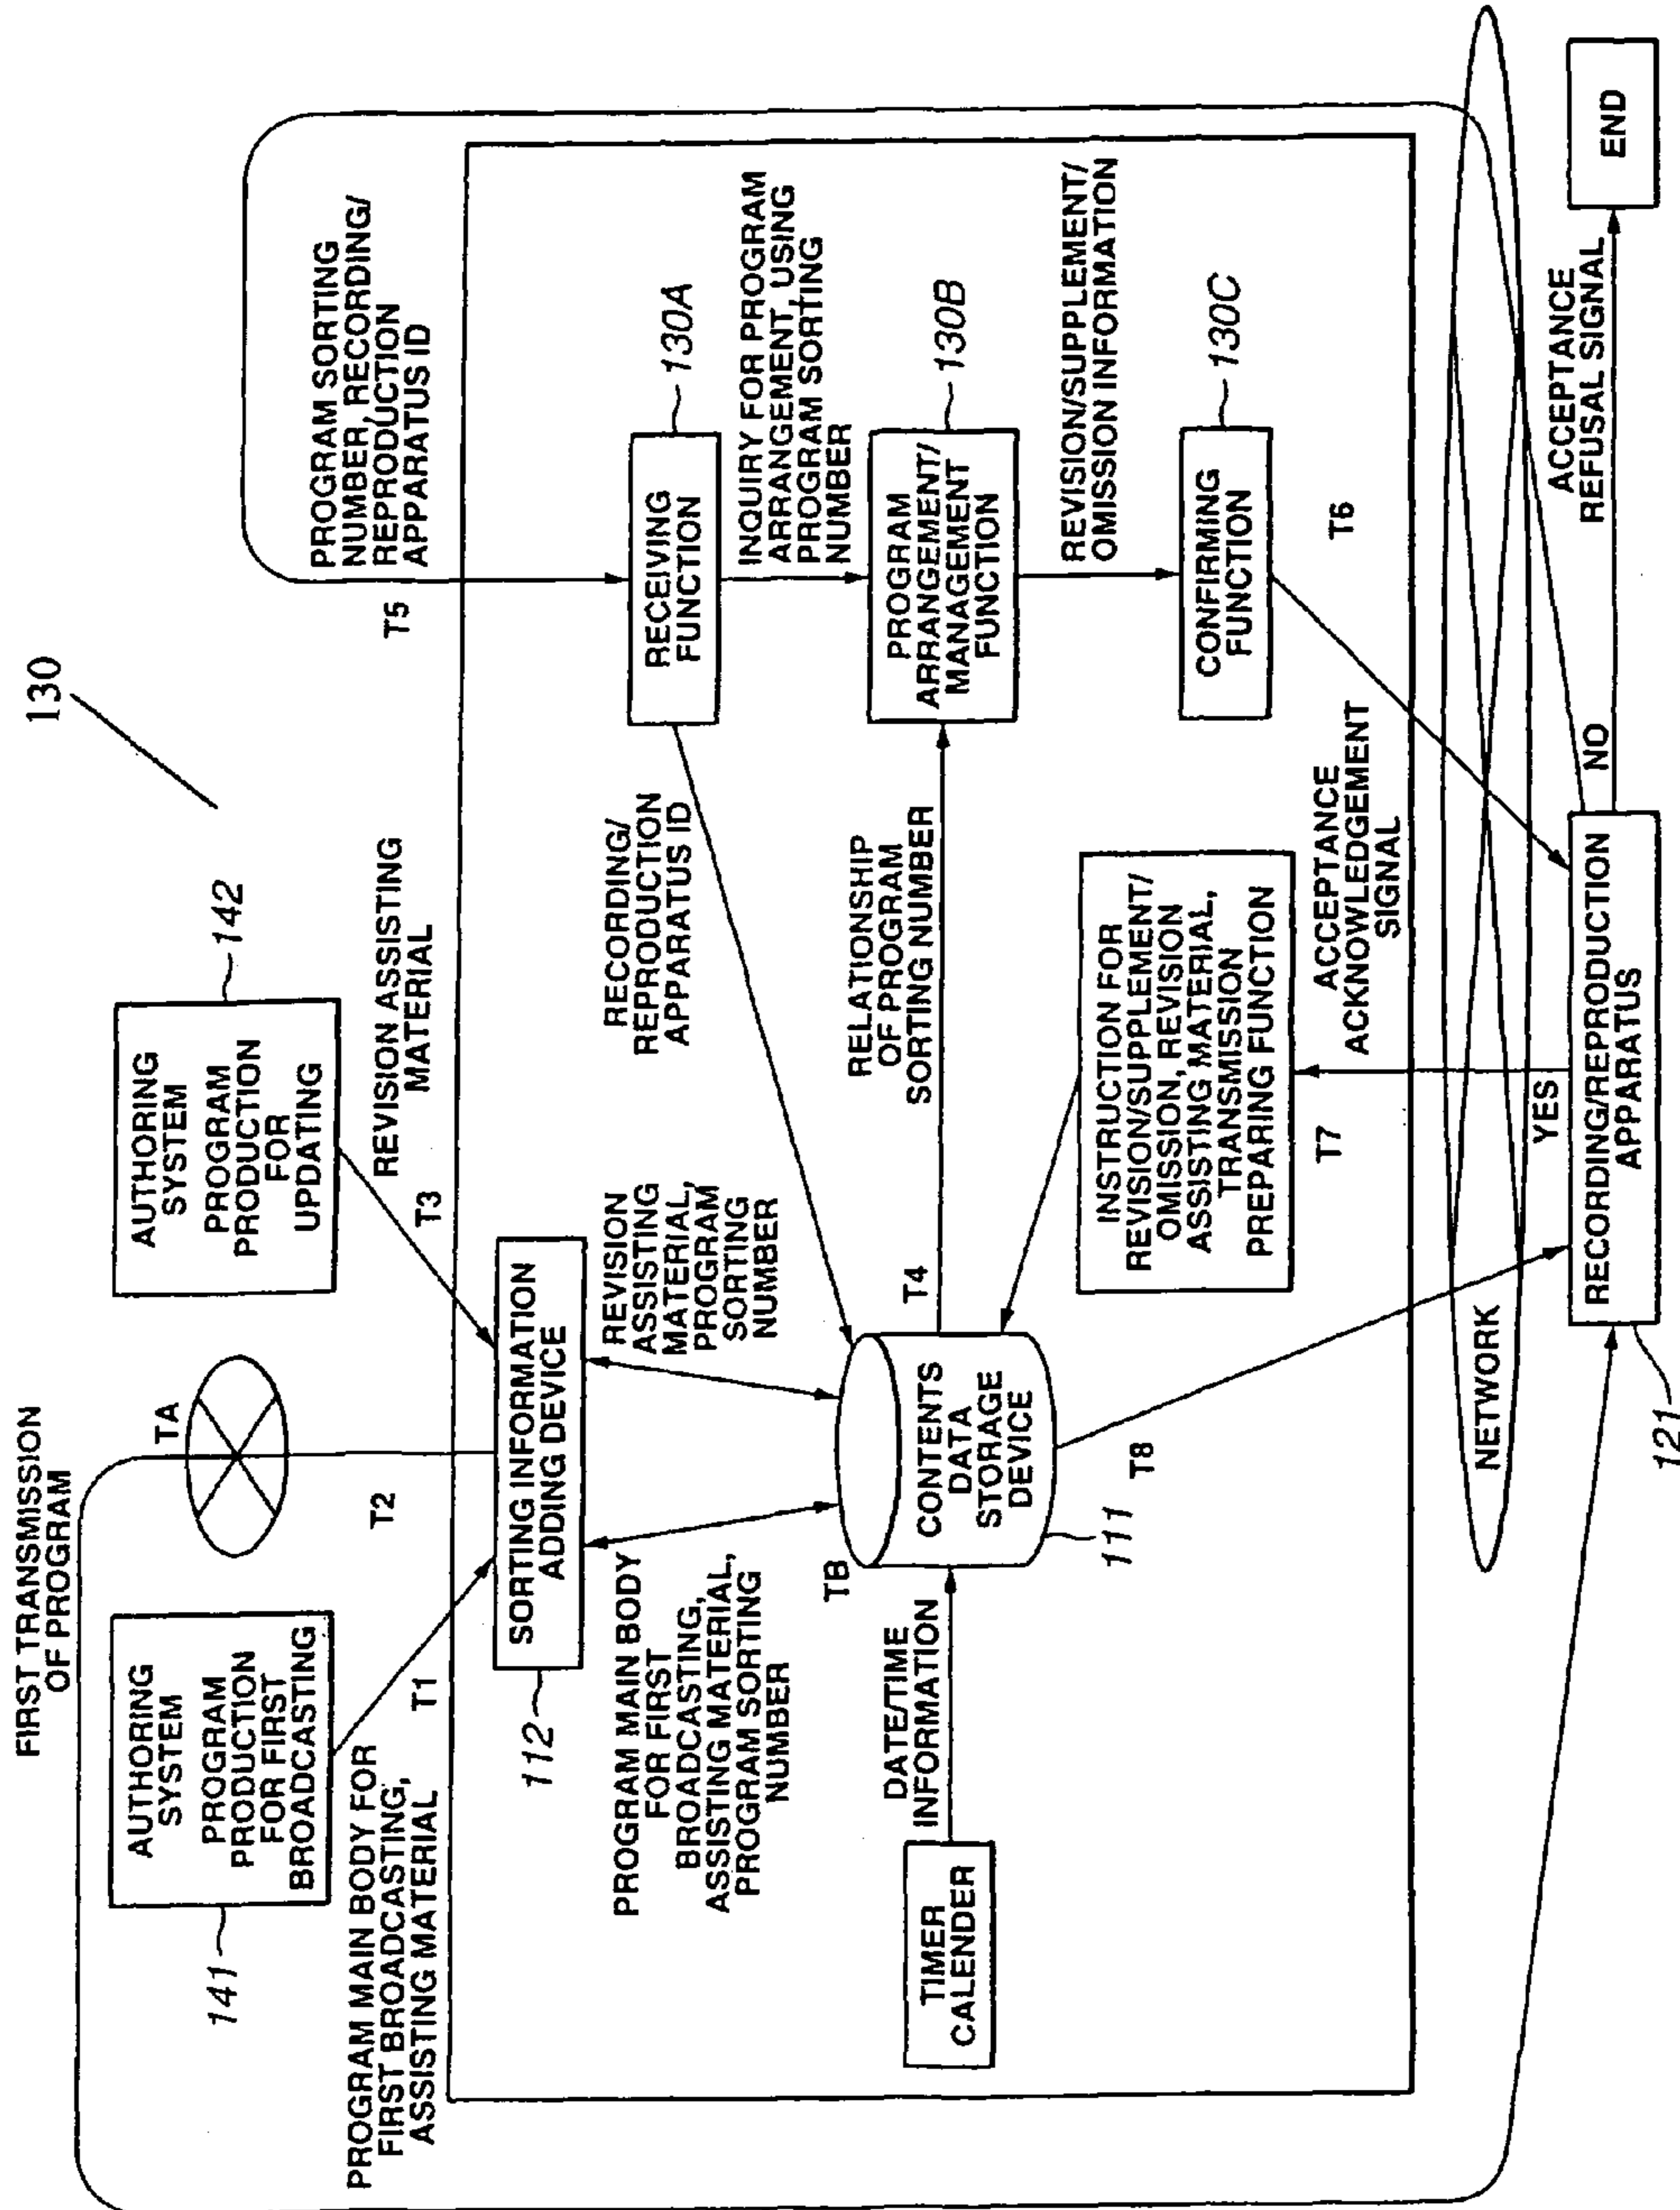 130
FIRST TRANSMISSION
OF PROGRAM
TA
AUTHORING
SYSTEM
PROGRAM
PRODUCTION
FOR FIRST
BROADCASTING
141
T2
AUTHORING
SYSTEM
PROGRAM
PRODUCTION
FOR
UPDATING
142
PROGRAM MAIN BODY FOR
FIRST BROADCASTING,
ASSISTING MATERIAL
T1
T3
REVISION ASSISTING
MATERIAL
PROGRAM SORTING
NUMBER, RECORDING/
REPRODUCTION
APPARATUS ID
T5
SORTING INFORMATION
ADDING DEVICE
112
PROGRAM MAIN BODY
FOR FIRST
BROADCASTING,
ASSISTING MATERIAL,
PROGRAM SORTING
NUMBER
REVISION
ASSISTING
MATERIAL,
PROGRAM
SORTING
NUMBER
RECORDING/
REPRODUCTION
APPARATUS ID
RECEIVING
FUNCTION
130A
INQUIRY FOR PROGRAM
ARRANGEMENT, USING
PROGRAM SORTING
NUMBER
TB
CONTENTS
DATA
STORAGE
DEVICE
111
TIMER
CALENDER
DATE/TIME
INFORMATION
T4
RELATIONSHIP
OF PROGRAM
SORTING NUMBER
PROGRAM
ARRANGEMENT/
MANAGEMENT
FUNCTION
130B
REVISION/SUPPLEMENT/
OMISSION INFORMATION
CONFIRMING
FUNCTION
130C
INSTRUCTION FOR
REVISION/SUPPLEMENT/
OMISSION, REVISION
ASSISTING MATERIAL,
TRANSMISSION
PREPARING FUNCTION
T8
T7
ACCEPTANCE
ACKNOWLEDGEMENT
SIGNAL
T6
NETWORK
YES
RECORDING/REPRODUCTION
APPARATUS
121
NO
ACCEPTANCE
REFUSAL SIGNAL
END